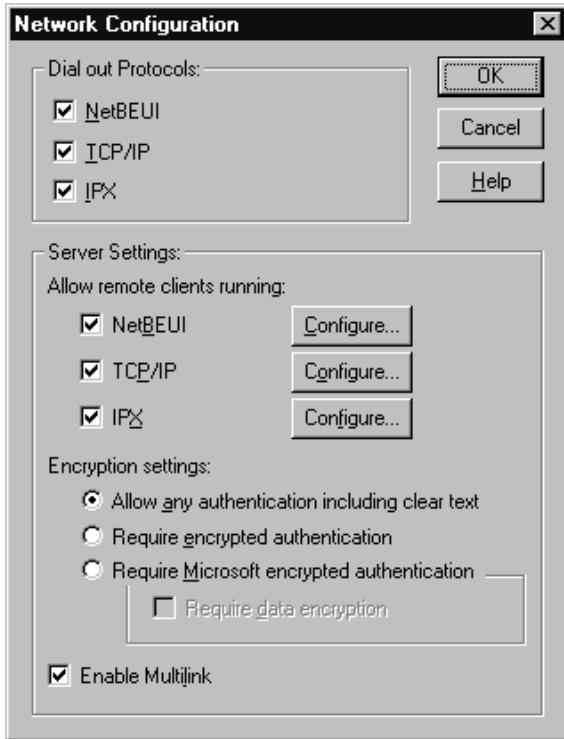 Network Configuration
Dial out Protocols:
NetBEUI
TCP/IP
IPX
OK
Cancel
Help
Server Settings:
Allow remote clients running:
NetBEUI Configure...
TCP/IP Configure...
IPX Configure...
Encryption settings:
Allow any authentication including clear text
Require encrypted authentication
Require Microsoft encrypted authentication
Require data encryption
Enable Multilink